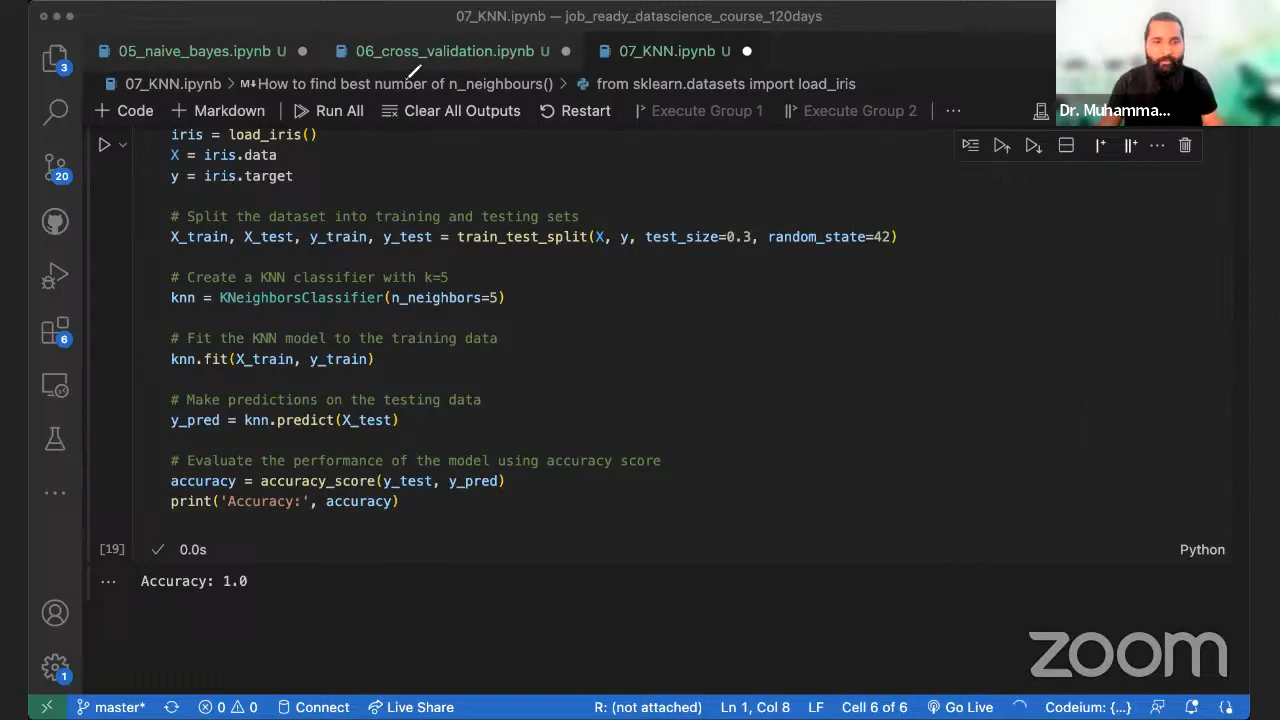 07_KNN.ipynb — job_ready_datascience_course_120days
05_naive_bayes.ipynb U
06_cross_validation.ipynb U
07_KNN.ipynb U
07_KNN.ipynb > M↓How to find best number of n_neighbours() > from sklearn.datasets import load_iris
+ Code + Markdown Run All Clear All Outputs Restart Execute Group 1 Execute Group 2 ...
Dr. Muhamma...
iris = load_iris()
X = iris.data
y = iris.target
# Split the dataset into training and testing sets
X_train, X_test, y_train, y_test = train_test_split(X, y, test_size=0.3, random_state=42)
# Create a KNN classifier with k=5
knn = KNeighborsClassifier(n_neighbors=5)
# Fit the KNN model to the training data
knn.fit(X_train, y_train)
# Make predictions on the testing data
y_pred = knn.predict(X_test)
# Evaluate the performance of the model using accuracy score
accuracy = accuracy_score(y_test, y_pred)
print('Accuracy:', accuracy)
[19] ✓ 0.0s Python
... Accuracy: 1.0
3
20
6
1
zoom
master* 0 0 Connect Live Share R: (not attached) Ln 1, Col 8 LF Cell 6 of 6 Go Live Codeium: {...}